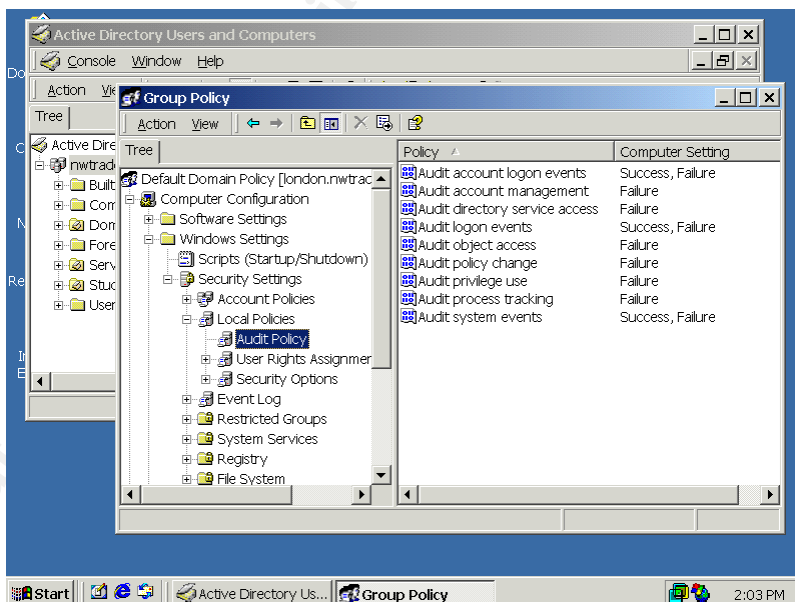 Active Directory Users and Computers
Console Window Help
Action
Tree
Active Dire
nwtrad
Built
Com
Dom
Fore
Serv
Stud
User
Group Policy
Action View
Tree
Default Domain Policy [london.nwtrac
Computer Configuration
Software Settings
Windows Settings
Scripts (Startup/Shutdown)
Security Settings
Account Policies
Local Policies
Audit Policy
User Rights Assignmer
Security Options
Event Log
Restricted Groups
System Services
Registry
File System
Policy Computer Setting
Audit account logon events Success, Failure
Audit account management Failure
Audit directory service access Failure
Audit logon events Success, Failure
Audit object access Failure
Audit policy change Failure
Audit privilege use Failure
Audit process tracking Failure
Audit system events Success, Failure
Start Active Directory Us... Group Policy 2:03 PM